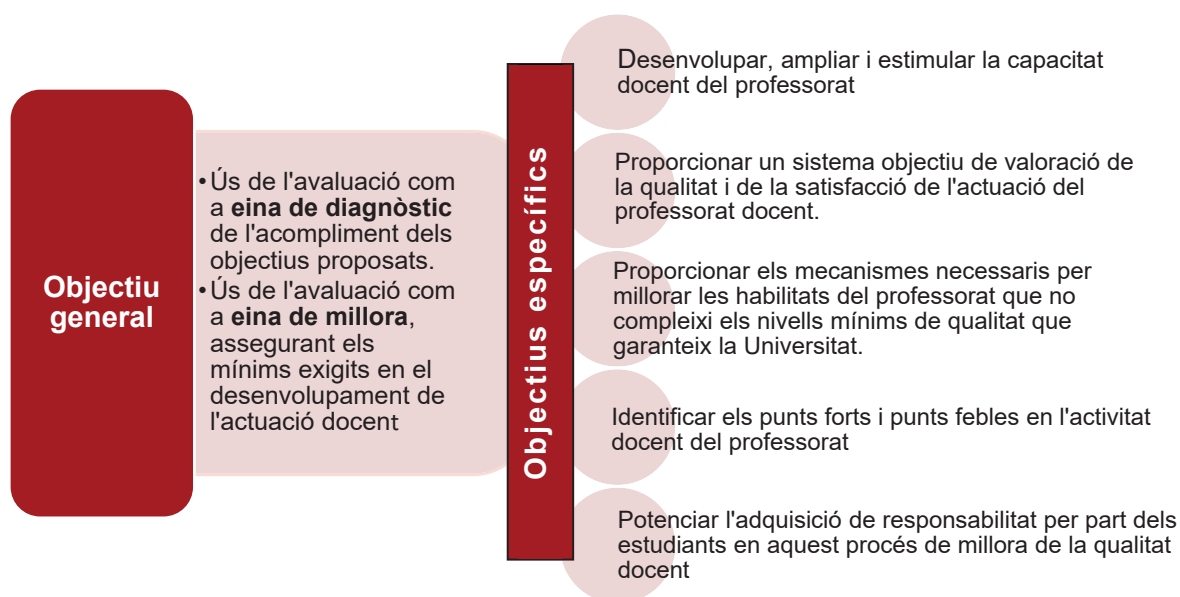 Objectiu
general
•Ús de l'avaluació com
a eina de diagnòstic
de l'acompliment dels
objectius proposats.
•Ús de l'avaluació com
a eina de millora,
assegurant els
mínims exigits en el
desenvolupament de
l'actuació docent
Objectius específics
Desenvolupar, ampliar i estimular la capacitat
docent del professorat
Proporcionar un sistema objectiu de valoració de
la qualitat i de la satisfacció de l'actuació del
professorat docent.
Proporcionar els mecanismes necessaris per
millorar les habilitats del professorat que no
compleixi els nivells mínims de qualitat que
garanteix la Universitat.
Identificar els punts forts i punts febles en l'activitat
docent del professorat
Potenciar l'adquisició de responsabilitat per part dels
estudiants en aquest procés de millora de la qualitat
docent